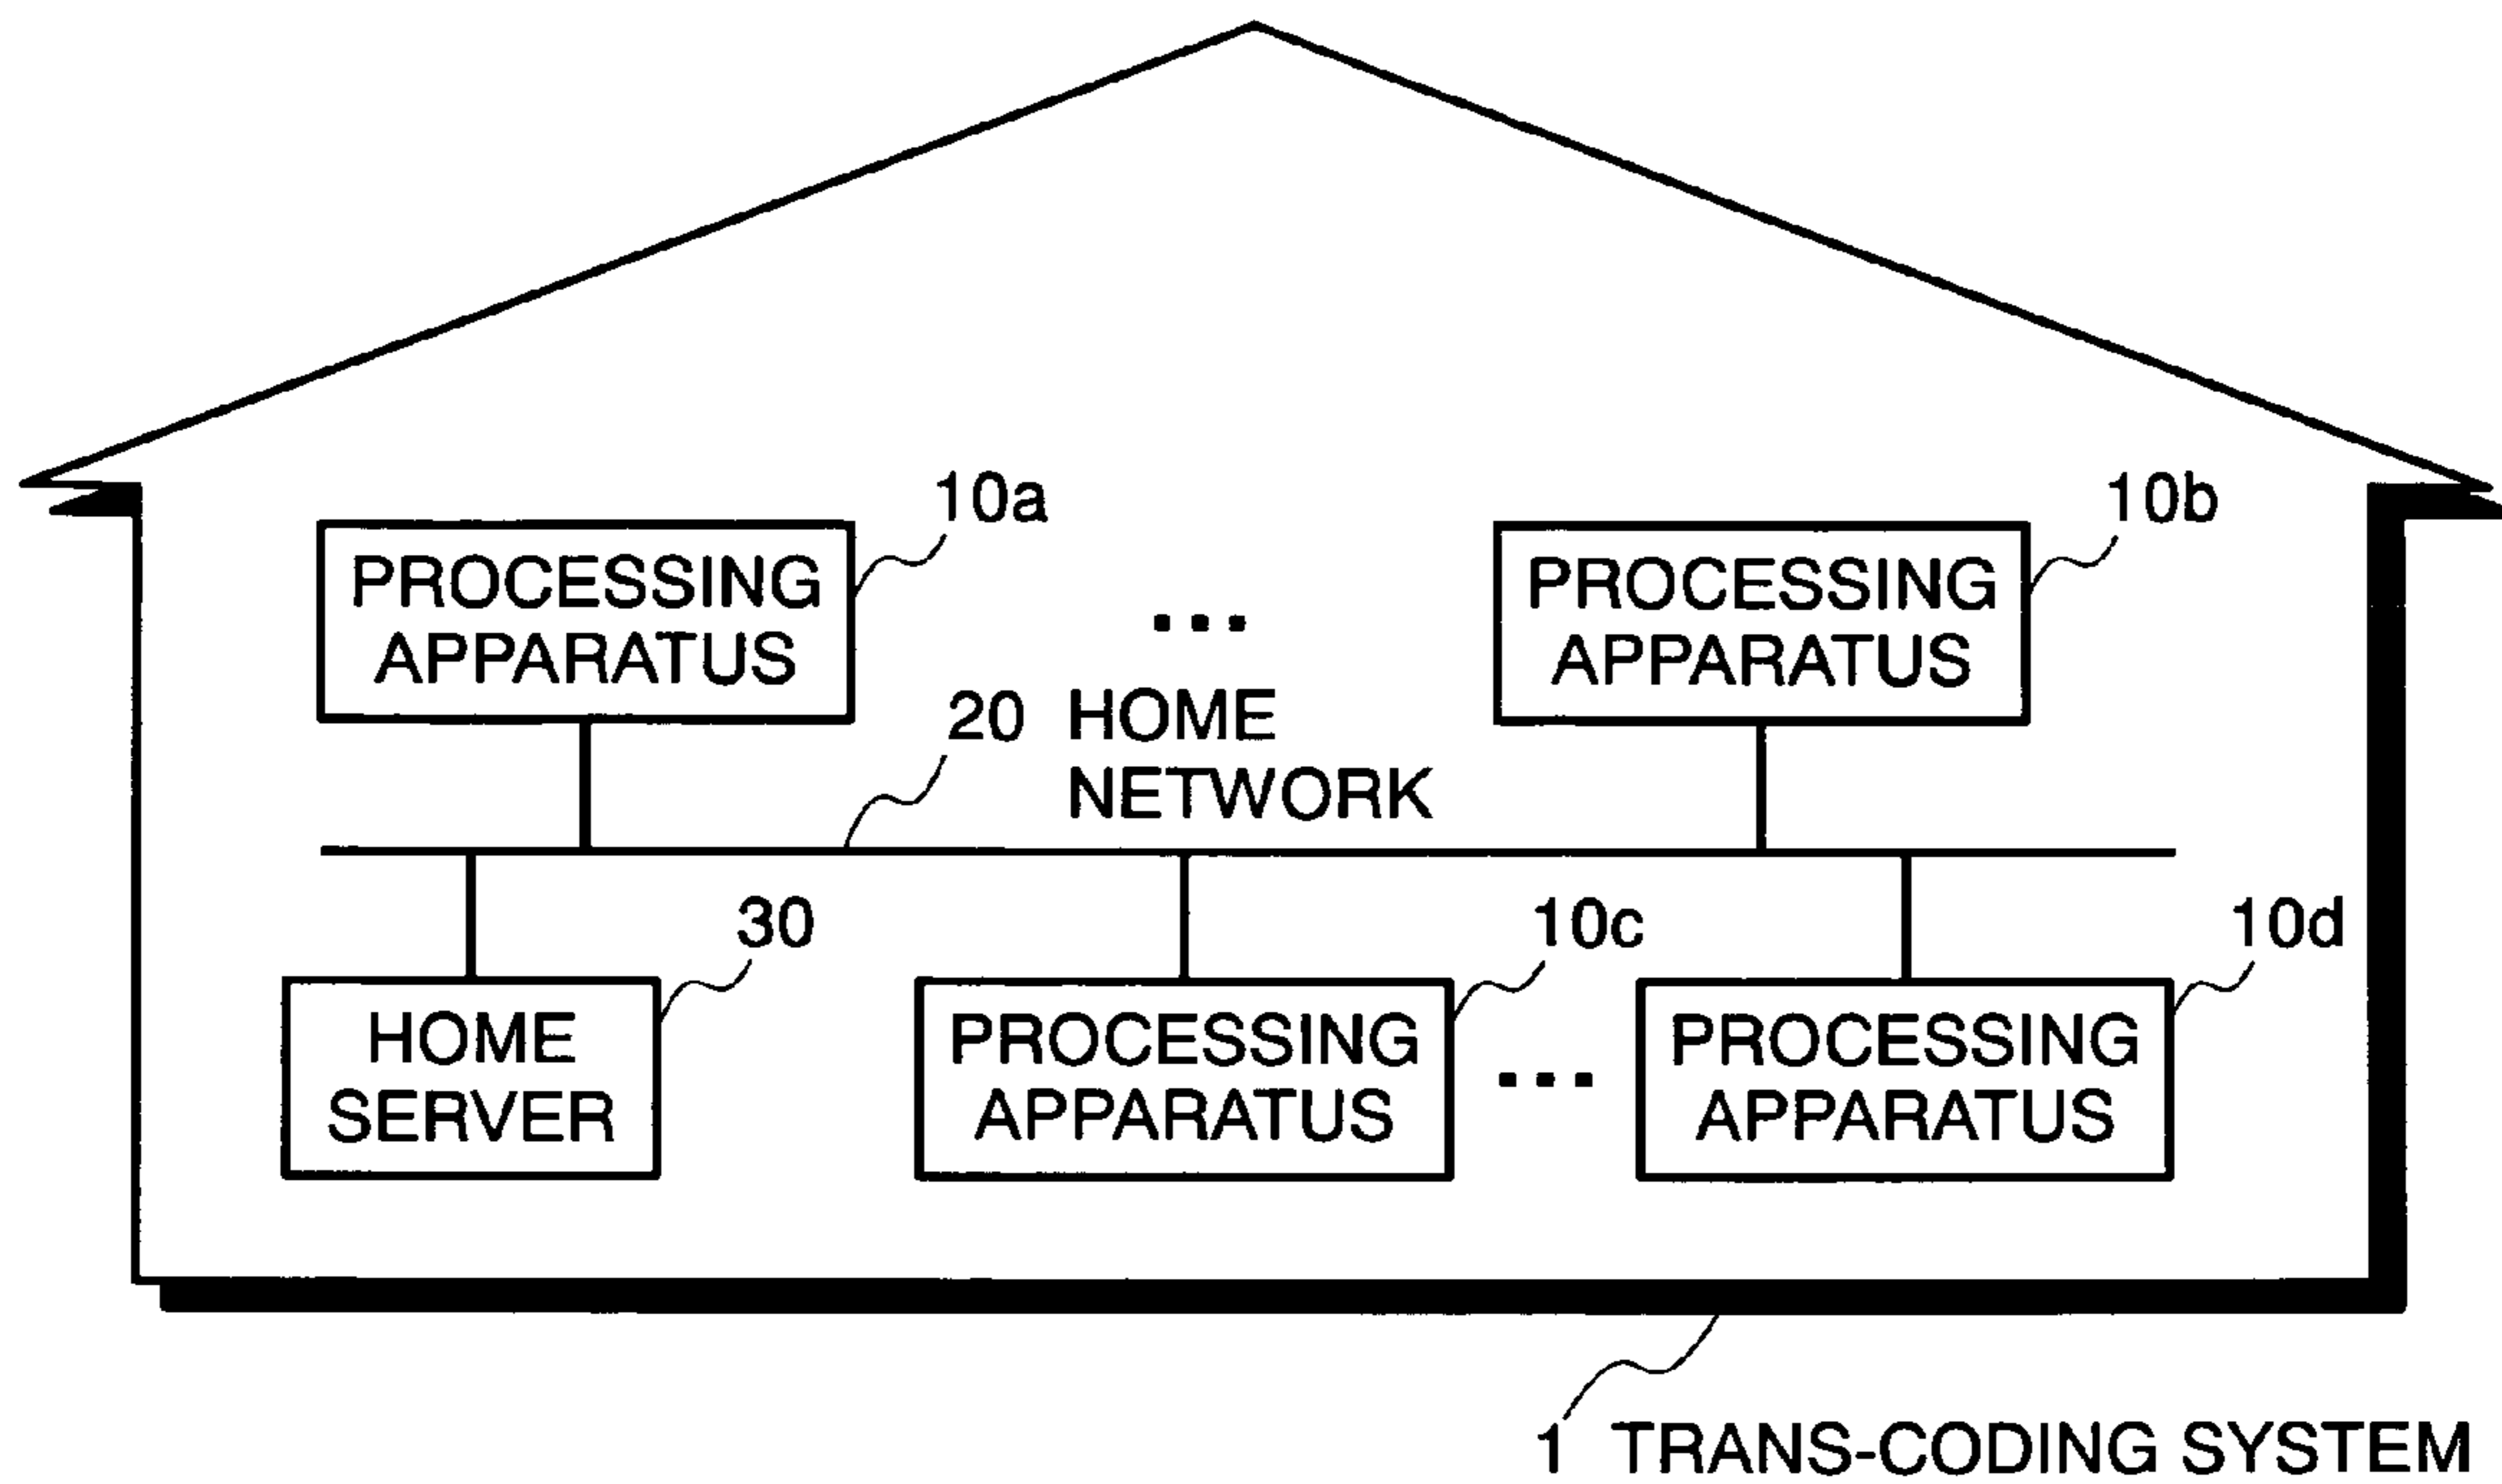 10a
10b
PROCESSING
APPARATUS
...
PROCESSING
APPARATUS
20 HOME
NETWORK
30
10c
10d
HOME
SERVER
PROCESSING
APPARATUS
...
PROCESSING
APPARATUS
1 TRANS-CODING SYSTEM